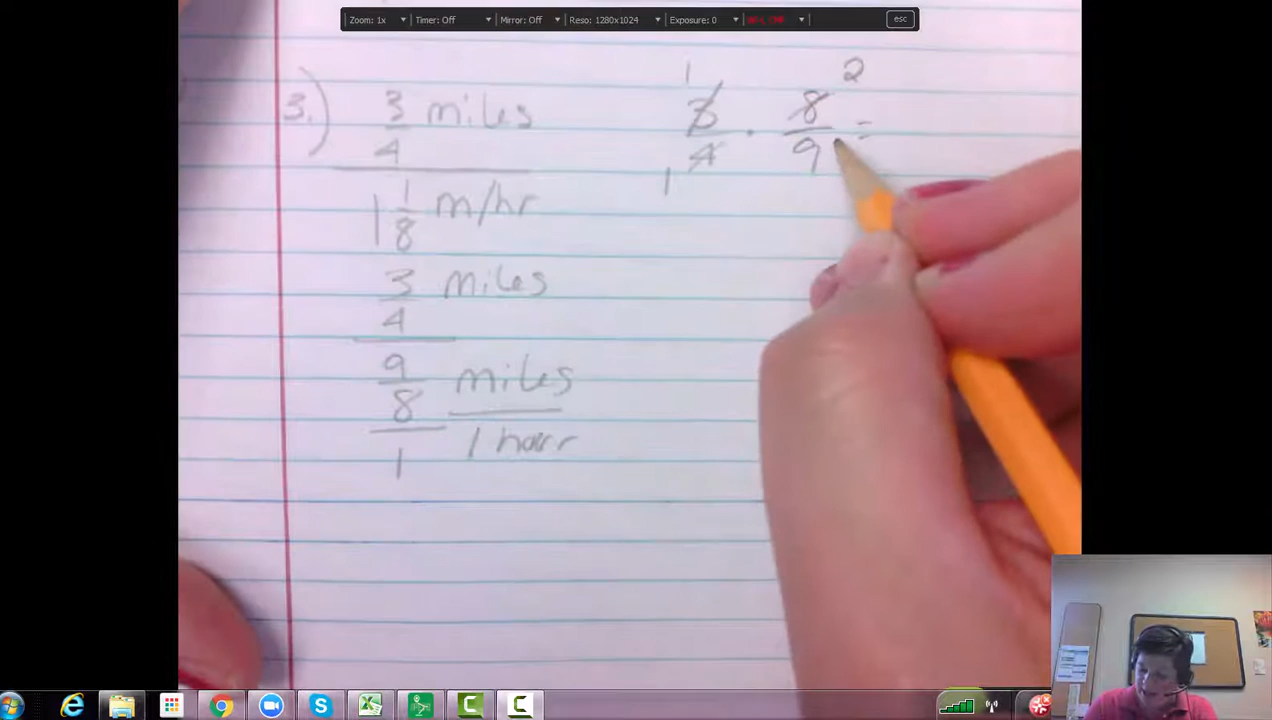 Zoom: 1x Timer: Off Mirror: Off Reso: 1280x1024 Exposure: 0 esc
3.) 3/4 miles
1 1/8 m/hr
3/4 miles
9/8 miles
1 1 hour
1 2
3/4 · 8/9 =
1